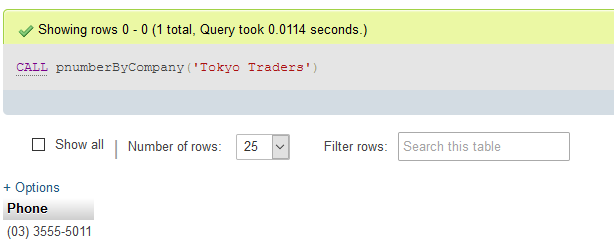 Showing rows 0 - 0 (1 total, Query took 0.0114 seconds.)
CALL pnumberByCompany('Tokyo Traders')
Show all | Number of rows: 25 Filter rows: Search this table
+ Options
Phone
(03) 3555-5011